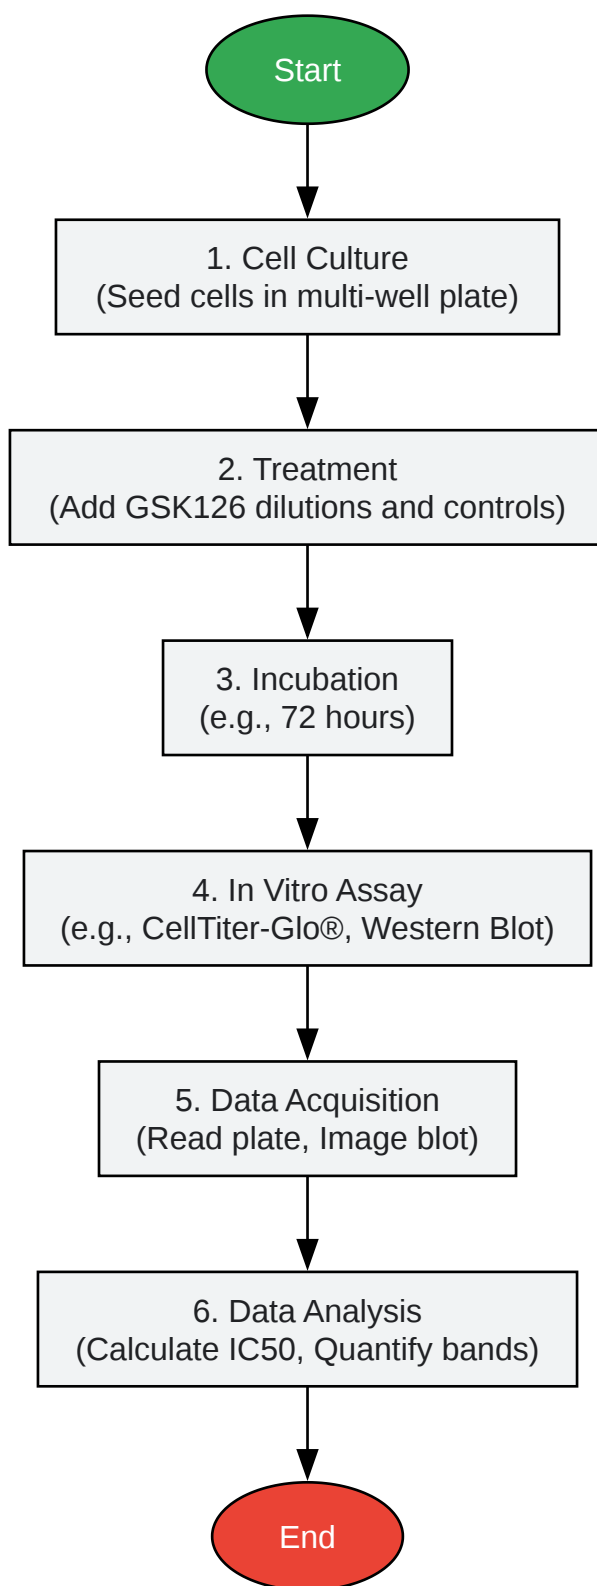 Start
1. Cell Culture
(Seed cells in multi-well plate)
2. Treatment
(Add GSK126 dilutions and controls)
3. Incubation
(e.g., 72 hours)
4. In Vitro Assay
(e.g., CellTiter-Glo®, Western Blot)
5. Data Acquisition
(Read plate, Image blot)
6. Data Analysis
(Calculate IC50, Quantify bands)
End